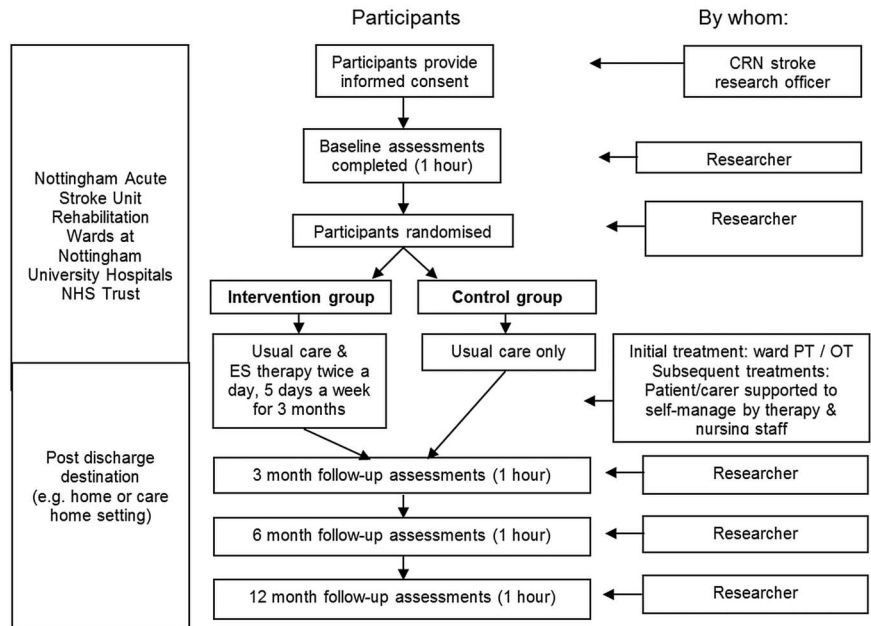 Participants
By whom:
Participants provide
informed consent
CRN stroke
research officer
Baseline assessments
completed (1 hour)
Researcher
Nottingham Acute
Stroke Unit
Rehabilitation
Wards at
Nottingham
University Hospitals
NHS Trust
Participants randomised
Researcher
Intervention group
Control group
Usual care &
ES therapy twice a
day, 5 days a week
for 3 months
Usual care only
Initial treatment: ward PT / OT
Subsequent treatments:
Patient/carer supported to
self-manage by therapy &
nursing staff
Post discharge
destination
(e.g. home or care
home setting)
3 month follow-up assessments (1 hour)
Researcher
6 month follow-up assessments (1 hour)
Researcher
12 month follow-up assessments (1 hour)
Researcher